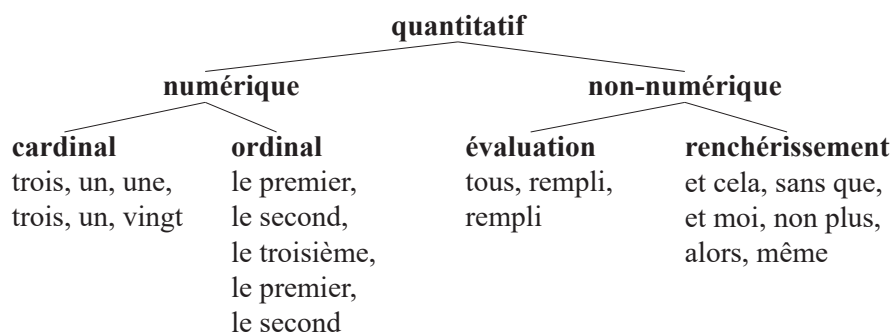 quantitatif
numérique
non-numérique
cardinal
trois, un, une,
trois, un, vingt
ordinal
le premier,
le second,
le troisième,
le premier,
le second
évaluation
tous, rempli,
rempli
renchérissement
et cela, sans que,
et moi, non plus,
alors, même